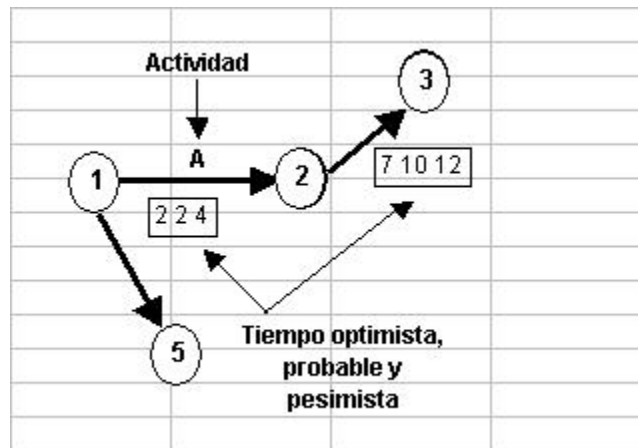 Actividad
3
A
1
2
7 10 12
2 2 4
5
Tiempo optimista,
probable y
pesimista